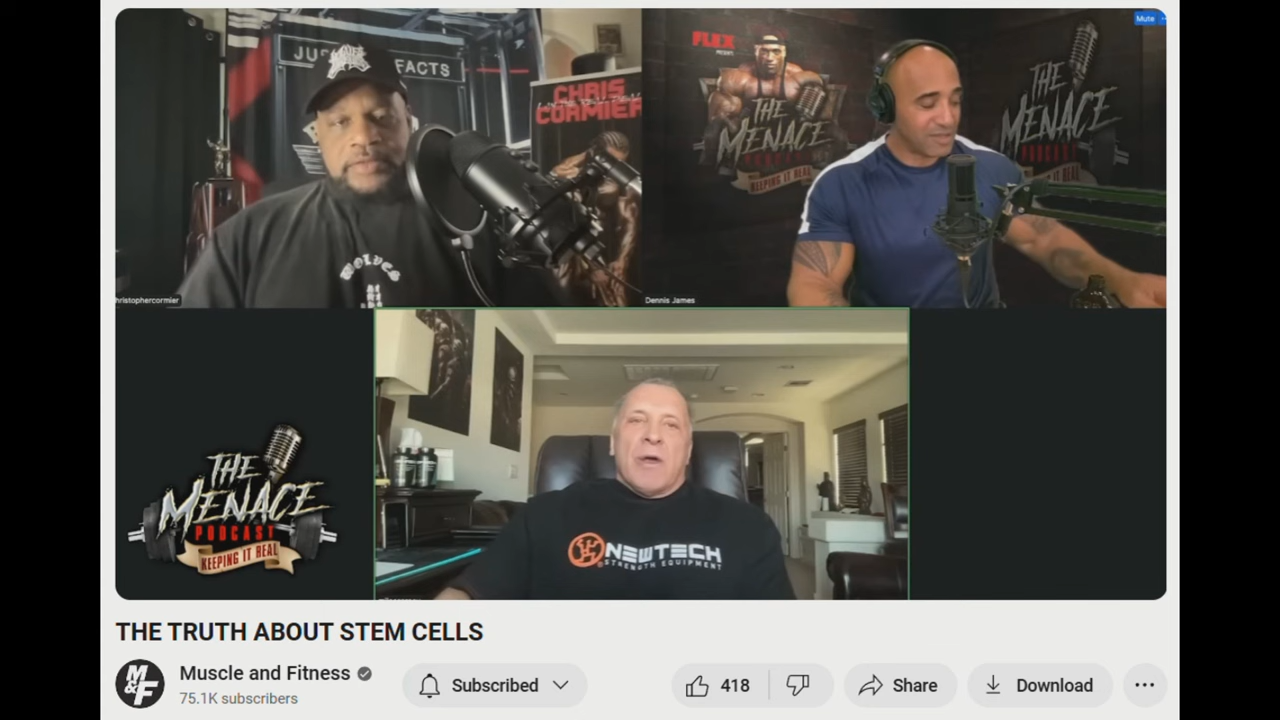 Mute
JUS FACTS
CHRIS
CORMIER
WOLVES
hristophercormier
FLEX
THE
MENACE
PODCAST
KEEPING IT REAL
THE
MENACE
Dennis James
THE
MENACE
PODCAST
KEEPING IT REAL
NEWTECH
STRENGTH EQUIPMENT
THE TRUTH ABOUT STEM CELLS
M&F
Muscle and Fitness
75.1K subscribers
Subscribed
418
Share
Download